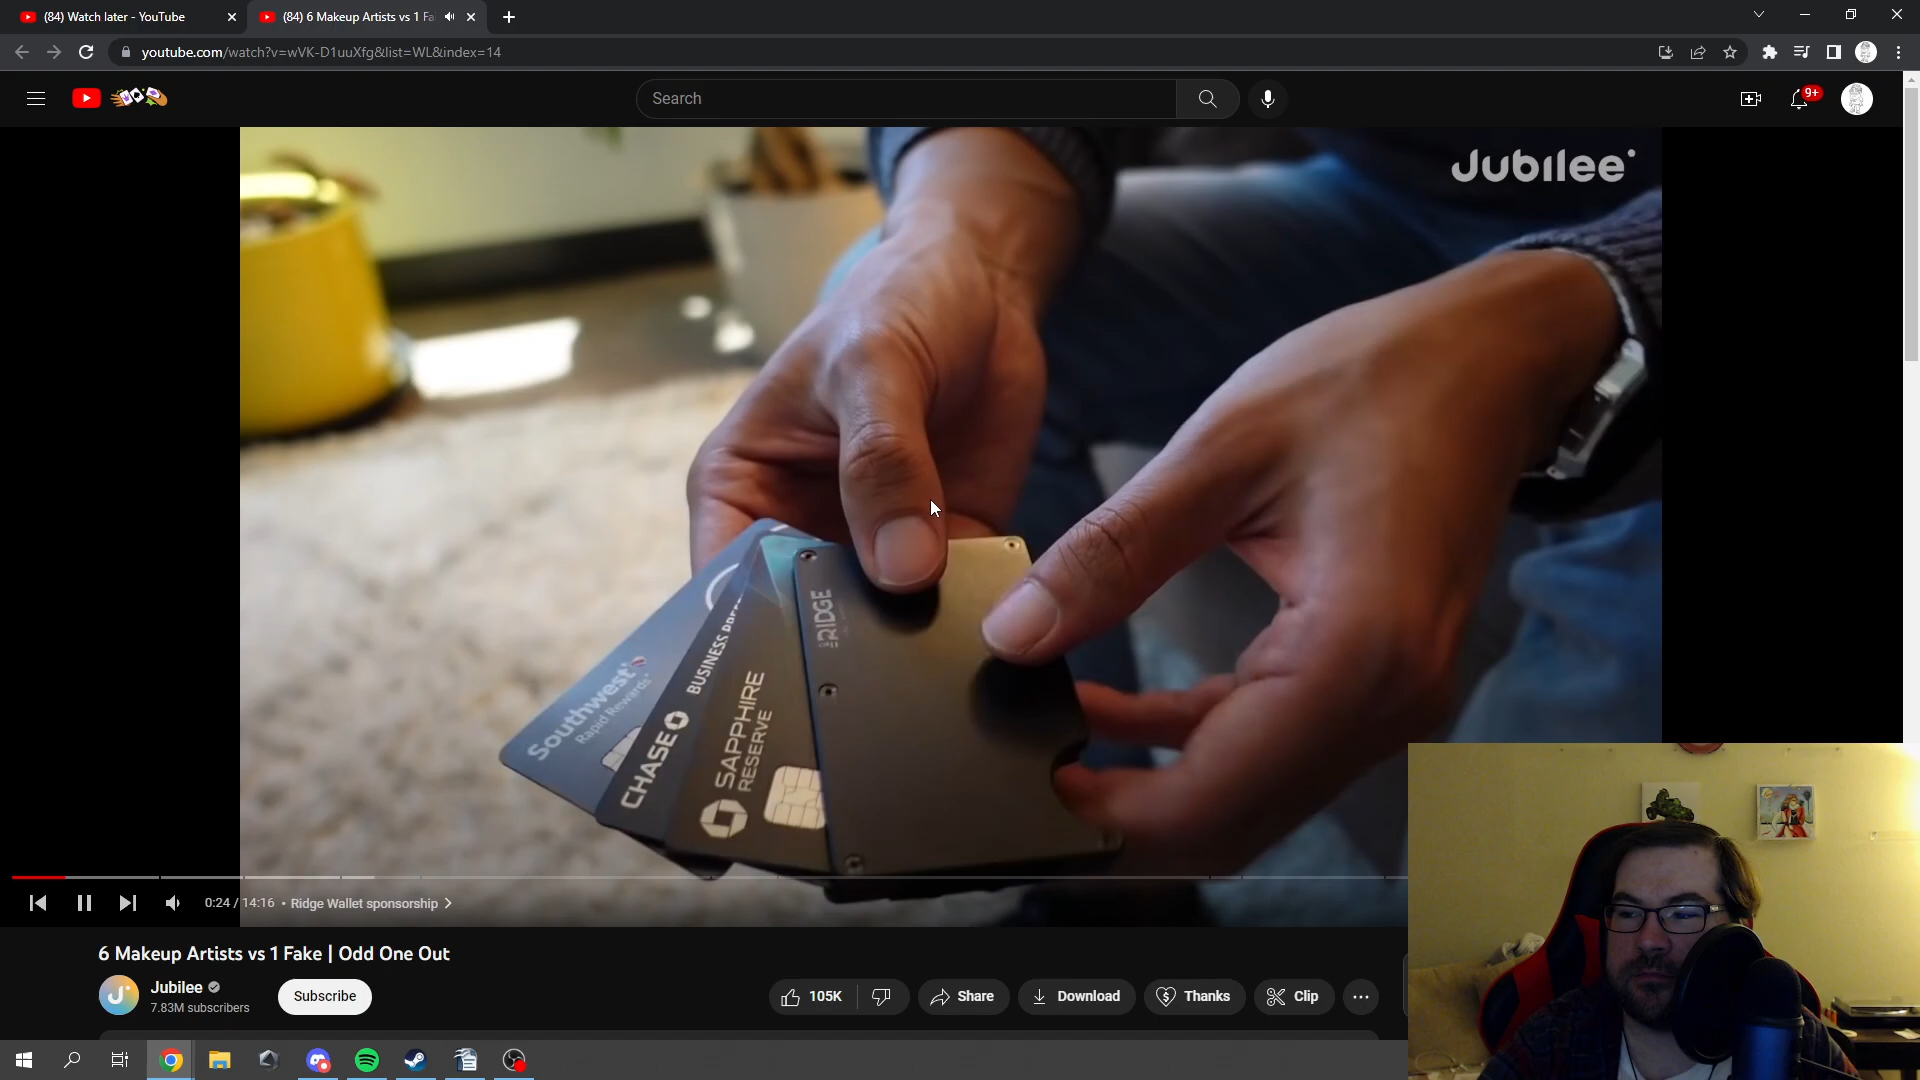 (84) Watch later - YouTube
(84) 6 Makeup Artists vs 1 Fa
youtube.com/watch?v=wVK-D1uuXfg&list=WL&index=14
Search
9+
Jubilee
RIDGE
Southwest
Rapid Rewards
CHASE
BUSINESS
SAPPHIRE
RESERVE
0:24 / 14:16 • Ridge Wallet sponsorship
6 Makeup Artists vs 1 Fake | Odd One Out
Jubilee
7.83M subscribers
Subscribe
105K
Share
Download
Thanks
Clip